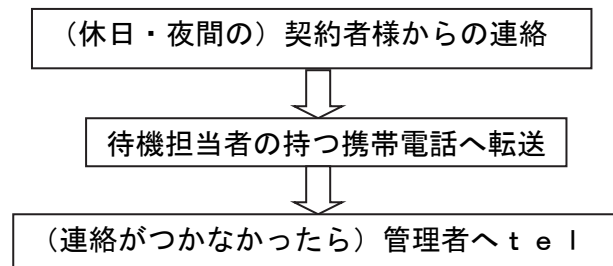 （休日・夜間の）契約者様からの連絡
待機担当者の持つ携帯電話へ転送
（連絡がつかなかったら）管理者へｔｅｌ